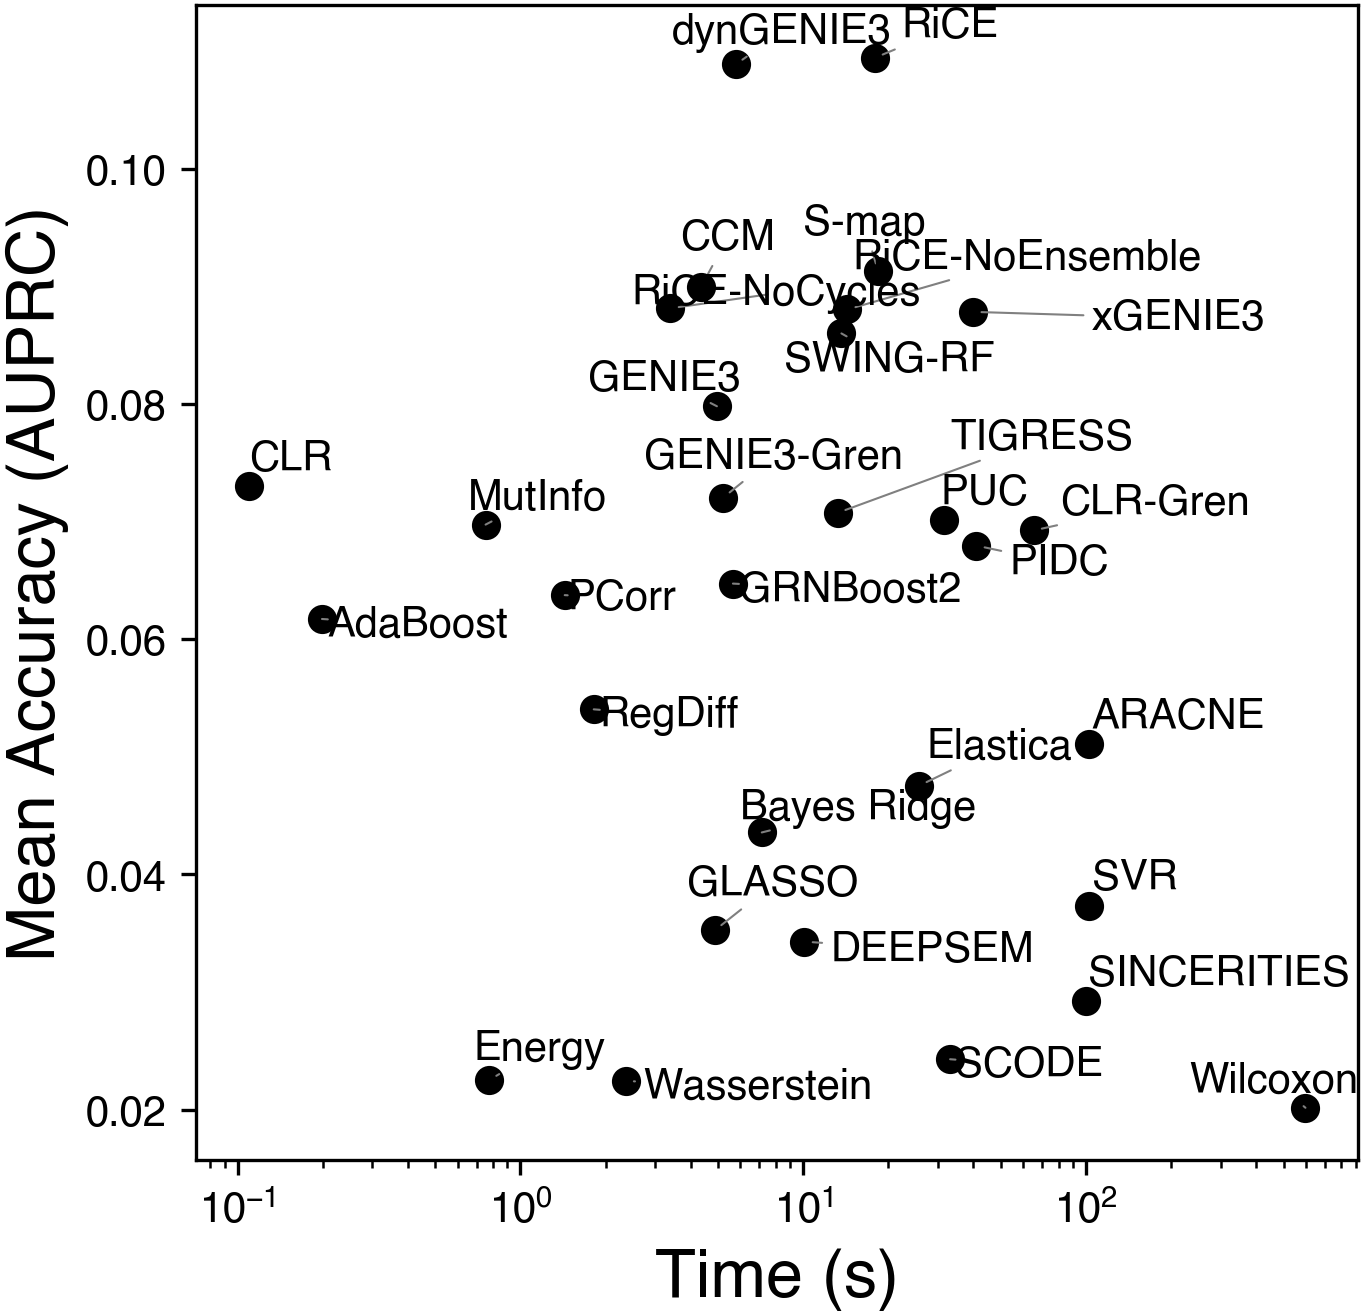 dynGENIE3
RiCE
0.10
S-map
CCM
RiCE-NoEnsemble
RiCE-NoCycles
xGENIE3
SWING-RF
GENIE3
0.08
TIGRESS
CLR
GENIE3-Gren
MutInfo
PUC
CLR-Gren
PIDC
GRNBoost2
PCorr
AdaBoost
0.06
RegDiff
ARACNE
Elastica
Bayes Ridge
0.04
GLASSO
SVR
DEEPSEM
SINCERITIES
Energy
SCODE
Wasserstein
Wilcoxon
0.02
10⁻¹ 10⁰ 10¹ 10²
Time (s)
Mean Accuracy (AUPRC)